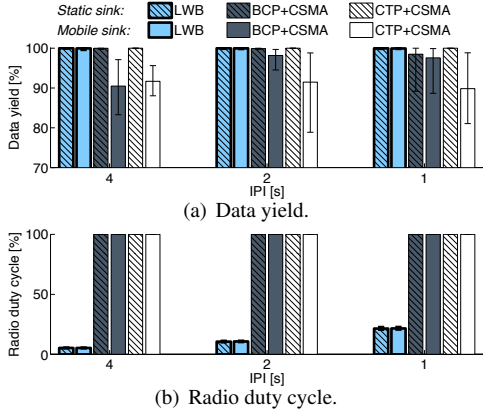 Static sink: LWB BCP+CSMA CTP+CSMA
Mobile sink: LWB BCP+CSMA CTP+CSMA
Data yield [%]
100
90
80
70
4 2 1
IPI [s]
(a) Data yield.
Radio duty cycle [%]
100
50
0
4 2 1
IPI [s]
(b) Radio duty cycle.